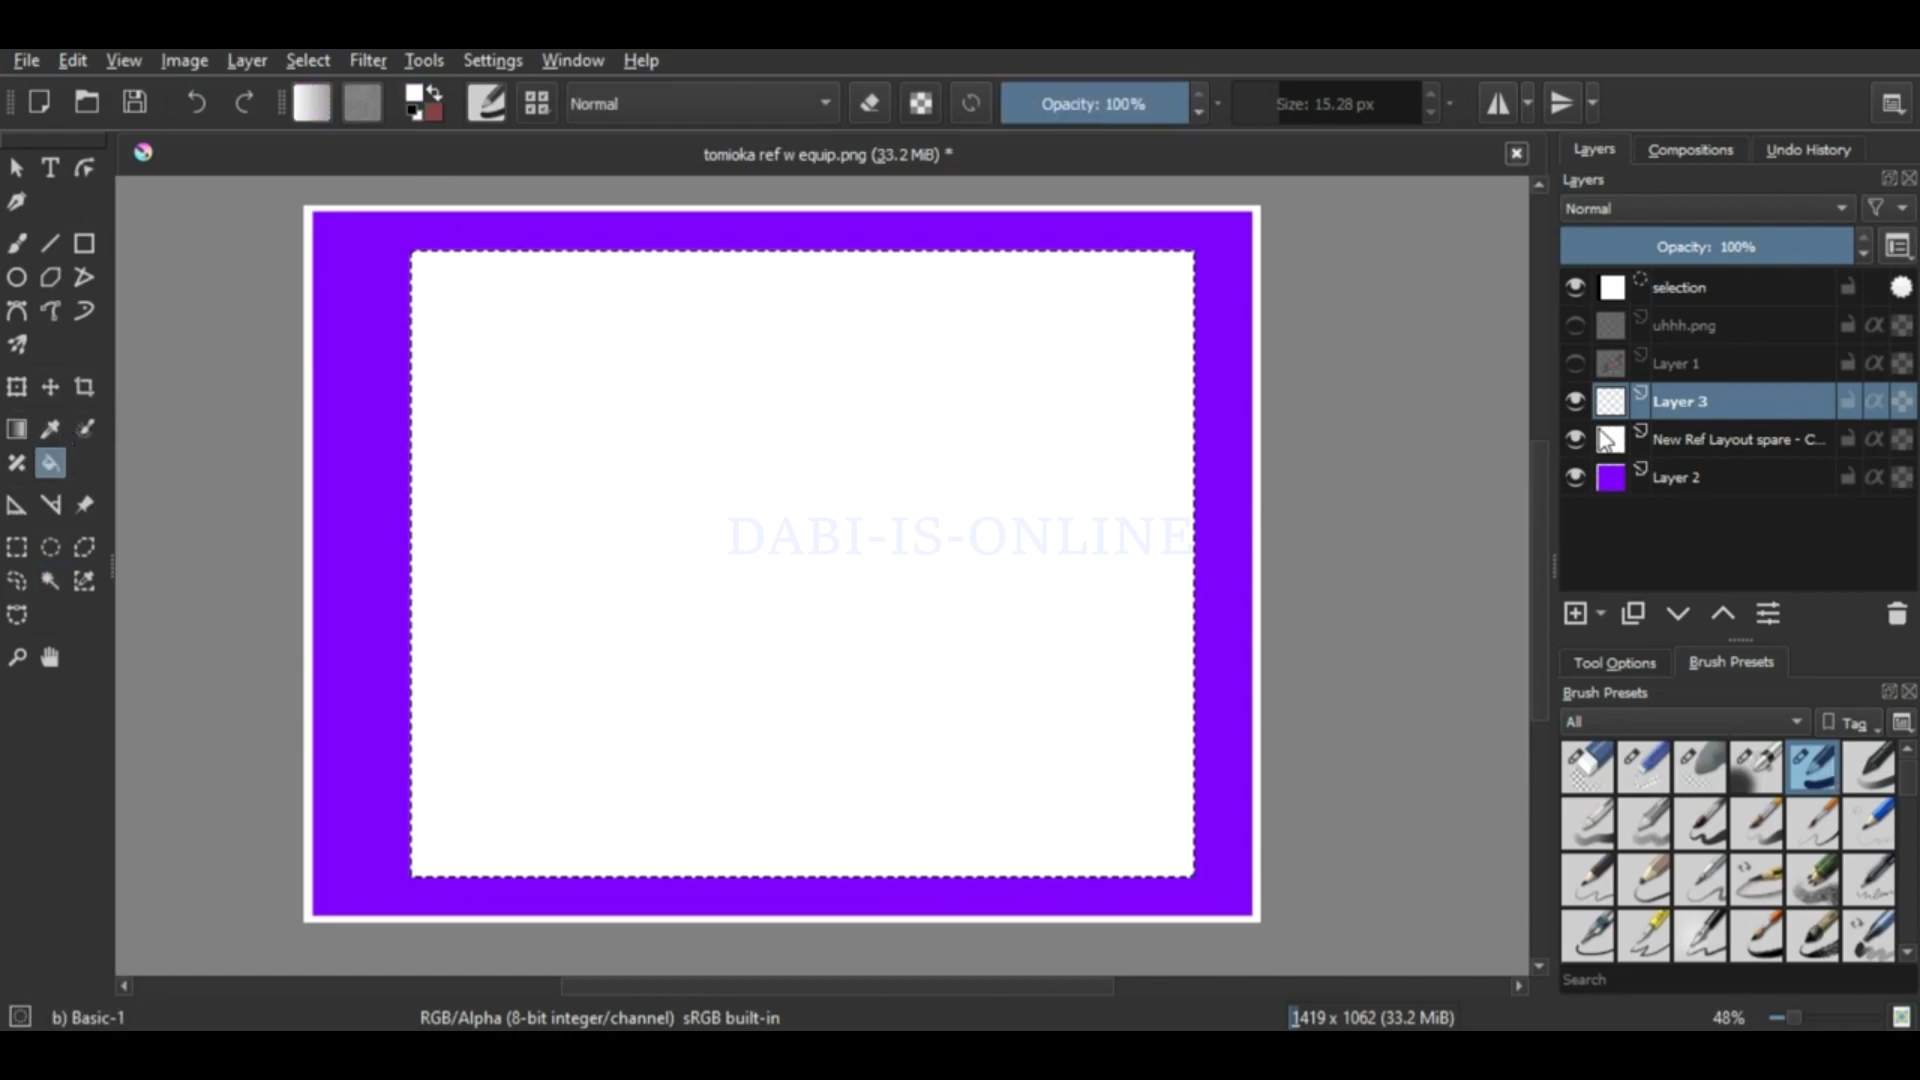 File Edit View Image Layer Select Filter Tools Settings Window Help
Normal Opacity: 100% Size: 15.28 px
tomioka ref w equip.png (33.2 MiB) *
Layers Compositions Undo History
Layers
Normal
Opacity: 100%
selection
uhhh.png
Layer 1
Layer 3
New Ref Layout spare - C...
Layer 2
DABI-IS-ONLINE
Tool Options Brush Presets
Brush Presets
All Tag
Search
b) Basic-1 RGB/Alpha (8-bit integer/channel) sRGB built-in 1419 x 1062 (33.2 MiB) 48%